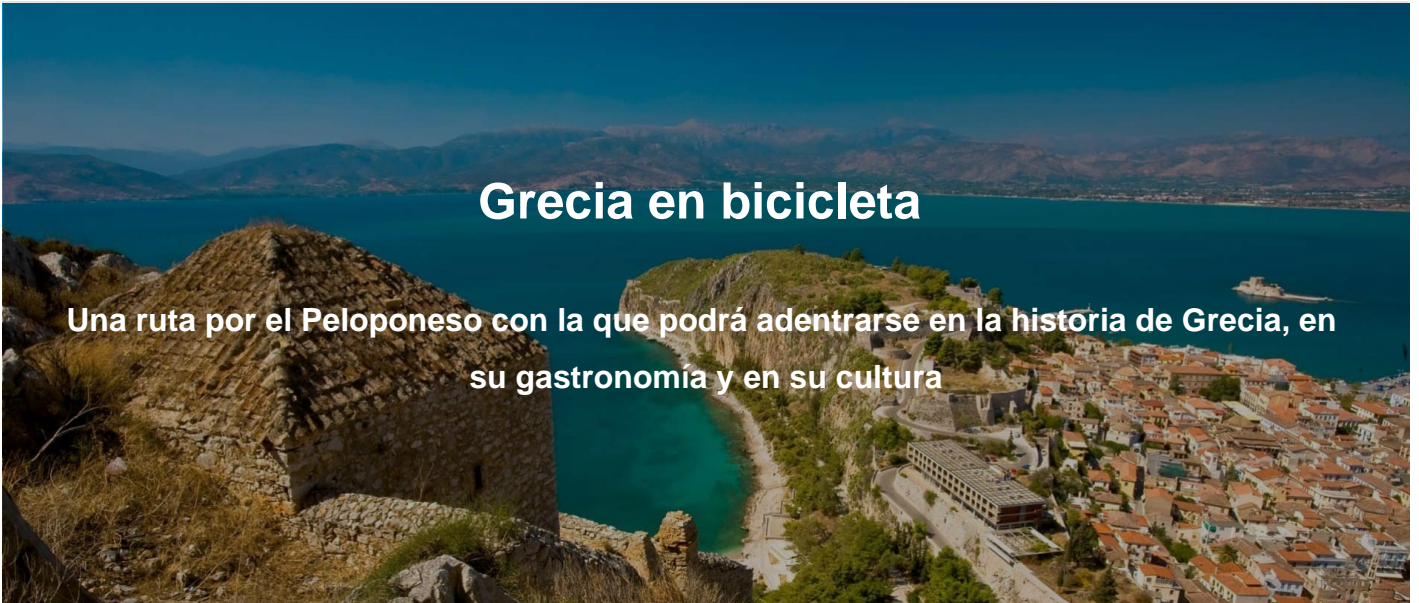 Grecia en bicicleta
Una ruta por el Peloponeso con la que podrá adentrarse en la historia de Grecia, en
su gastronomía y en su cultura